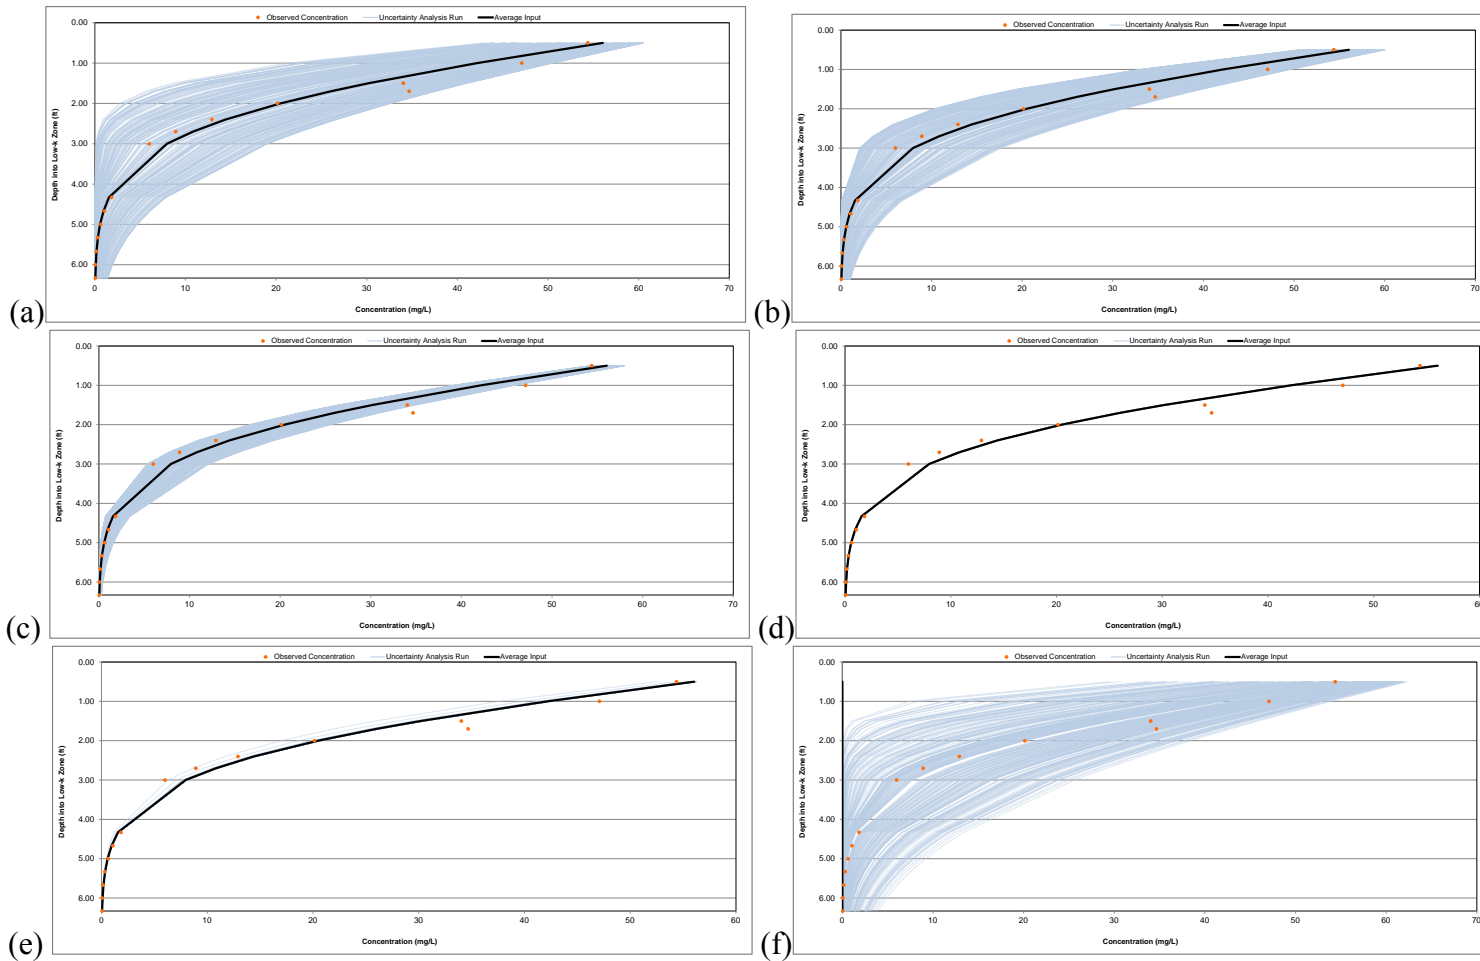 Observed Concentration Uncertainty Analysis Run Average Input
0.00
1.00
2.00
3.00
4.00
5.00
6.00
Depth into Low-k Zone (ft)
0 10 20 30 40 50 60 70
Concentration (mg/L)
(a)
Observed Concentration Uncertainty Analysis Run Average Input
0.00
1.00
2.00
3.00
4.00
5.00
6.00
Depth into Low-k Zone (ft)
0 10 20 30 40 50 60 70
Concentration (mg/L)
(b)
Observed Concentration Uncertainty Analysis Run Average Input
0.00
1.00
2.00
3.00
4.00
5.00
6.00
Depth into Low-k Zone (ft)
0 10 20 30 40 50 60 70
Concentration (mg/L)
(c)
Observed Concentration Uncertainty Analysis Run Average Input
0.00
1.00
2.00
3.00
4.00
5.00
6.00
Depth into Low-k Zone (ft)
0 10 20 30 40 50 60
Concentration (mg/L)
(d)
Observed Concentration Uncertainty Analysis Run Average Input
0.00
1.00
2.00
3.00
4.00
5.00
6.00
Depth into Low-k Zone (ft)
0 10 20 30 40 50 60
Concentration (mg/L)
(e)
Observed Concentration Uncertainty Analysis Run Average Input
0.00
1.00
2.00
3.00
4.00
5.00
6.00
Depth into Low-k Zone (ft)
0 10 20 30 40 50 60 70
Concentration (mg/L)
(f)